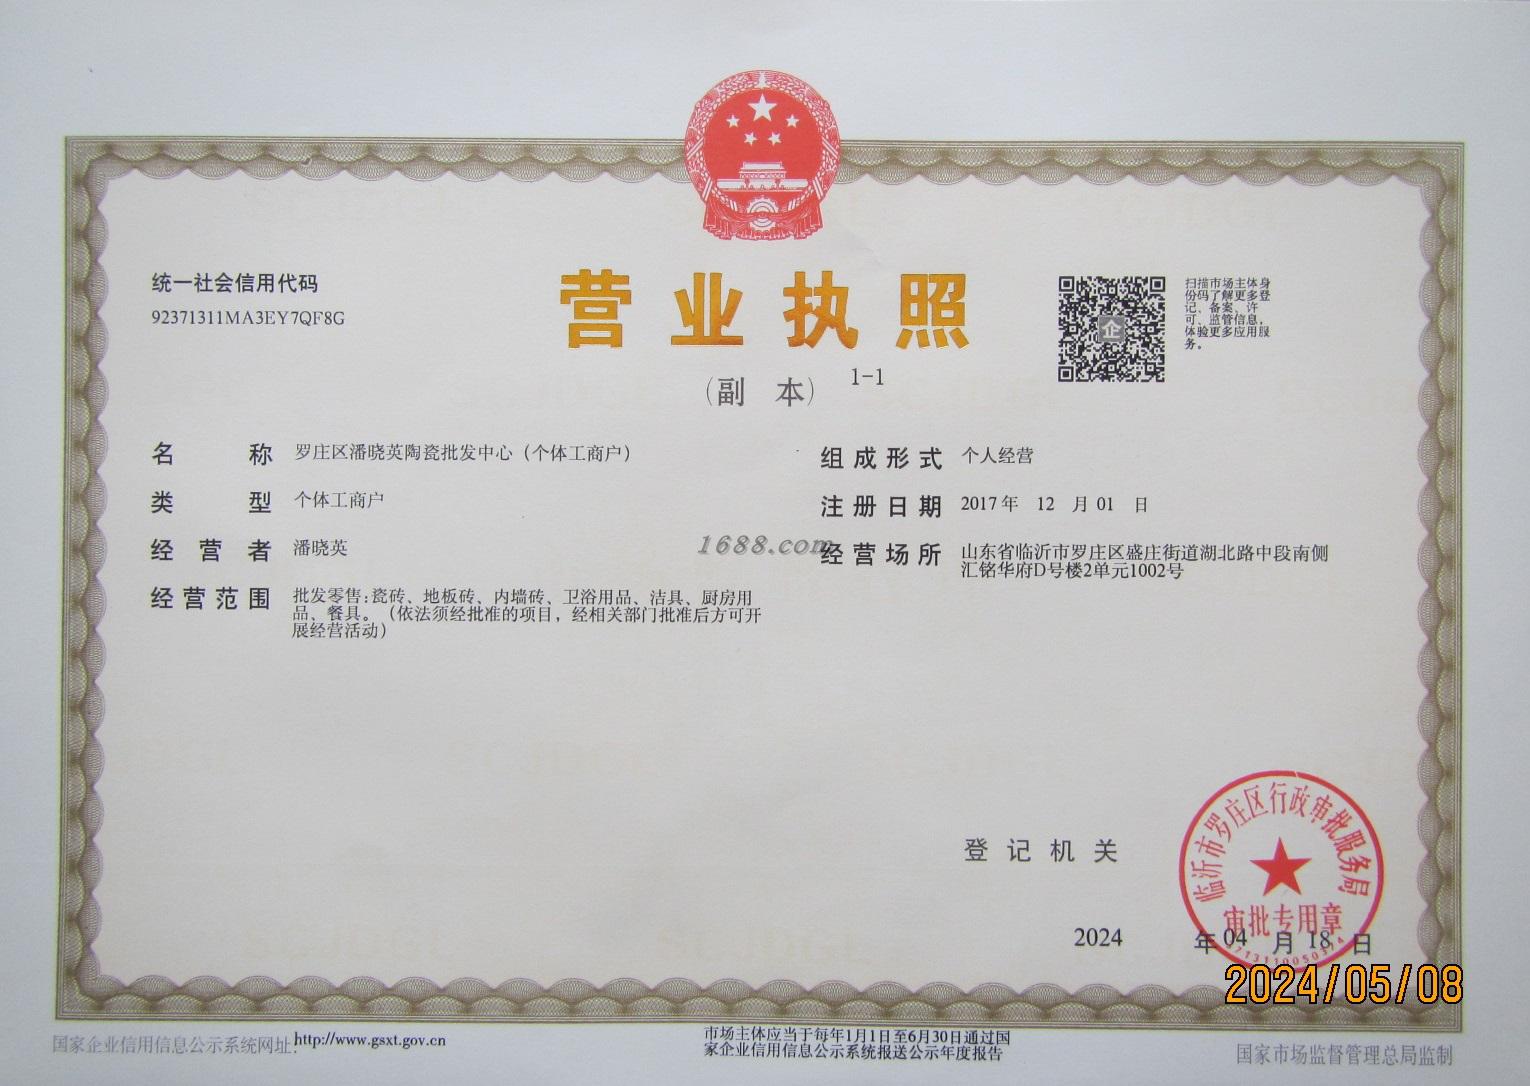 统一社会信用代码
92371311MA3EY7QF8G
营业执照
(副 本) 1-1
企
扫描市场主体身
份码了解更多登
记、备案、许
可、监管信息,
体验更多应用服
务。
名 称 罗庄区潘晓英陶瓷批发中心(个体工商户)
类 型 个体工商户
经 营 者 潘晓英
经 营 范 围 批发零售:瓷砖、地板砖、内墙砖、卫浴用品、洁具、厨房用
品、餐具。(依法须经批准的项目,经相关部门批准后方可开
展经营活动)
组 成 形 式 个人经营
注 册 日 期 2017 年 12 月 01 日
1688.com
经 营 场 所 山东省临沂市罗庄区盛庄街道湖北路中段南侧
汇铭华府D号楼2单元1002号
登 记 机 关
临沂市罗庄区行政审批服务局
审批专用章
2024 年 04 月 18 日
2024/05/08
国家企业信用信息公示系统网址: http://www.gsxt.gov.cn
市场主体应当于每年1月1日至6月30日通过国
家企业信用信息公示系统报送公示年度报告
国家市场监督管理总局监制